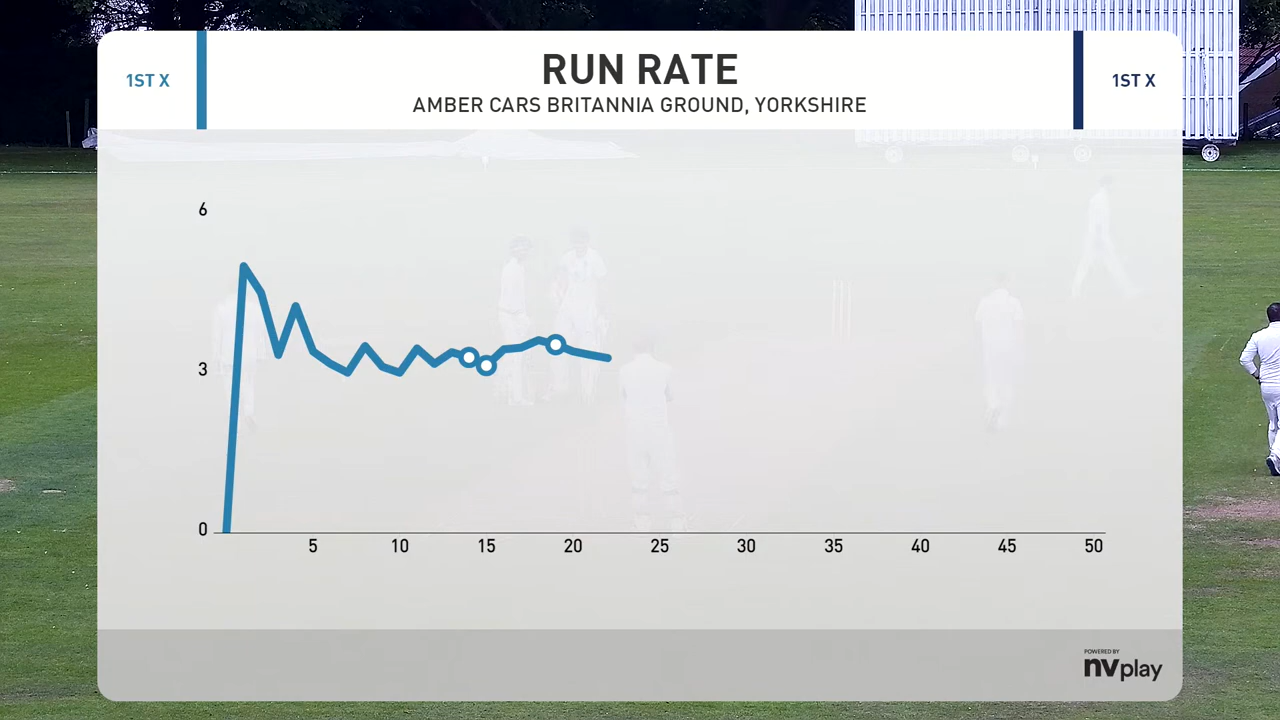 1ST X
RUN RATE
AMBER CARS BRITANNIA GROUND, YORKSHIRE
1ST X
6
3
0
5 10 15 20 25 30 35 40 45 50
POWERED BY
nvplay